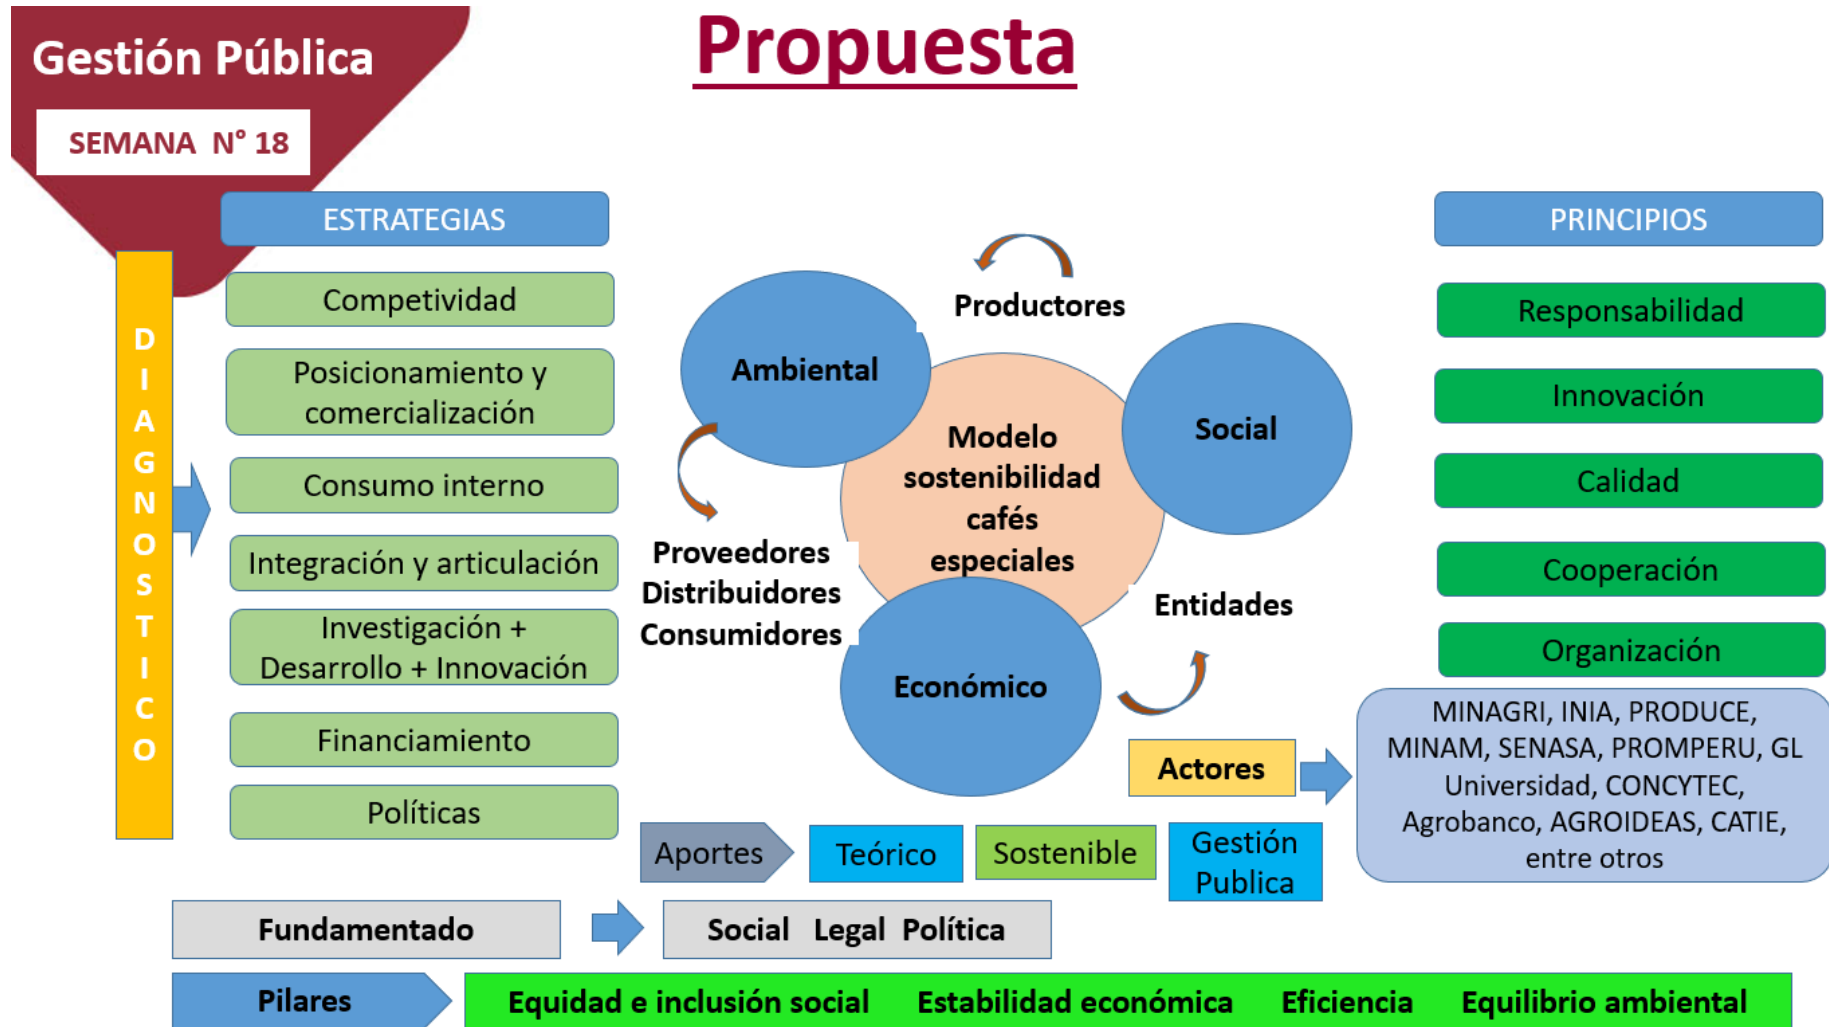 Gestión Pública
SEMANA N° 18
Propuesta
DIAGNOSTICO
ESTRATEGIAS
Competividad
Posicionamiento y
comercialización
Consumo interno
Integración y articulación
Investigación +
Desarrollo + Innovación
Financiamiento
Políticas
Productores
Ambiental
Social
Modelo
sostenibilidad
cafés
especiales
Proveedores
Distribuidores
Consumidores
Entidades
Económico
PRINCIPIOS
Responsabilidad
Innovación
Calidad
Cooperación
Organización
Actores
MINAGRI, INIA, PRODUCE,
MINAM, SENASA, PROMPERU, GL
Universidad, CONCYTEC,
Agrobanco, AGROIDEAS, CATIE,
entre otros
Aportes
Teórico
Sostenible
Gestión
Publica
Fundamentado
Social Legal Política
Pilares
Equidad e inclusión social Estabilidad económica Eficiencia Equilibrio ambiental